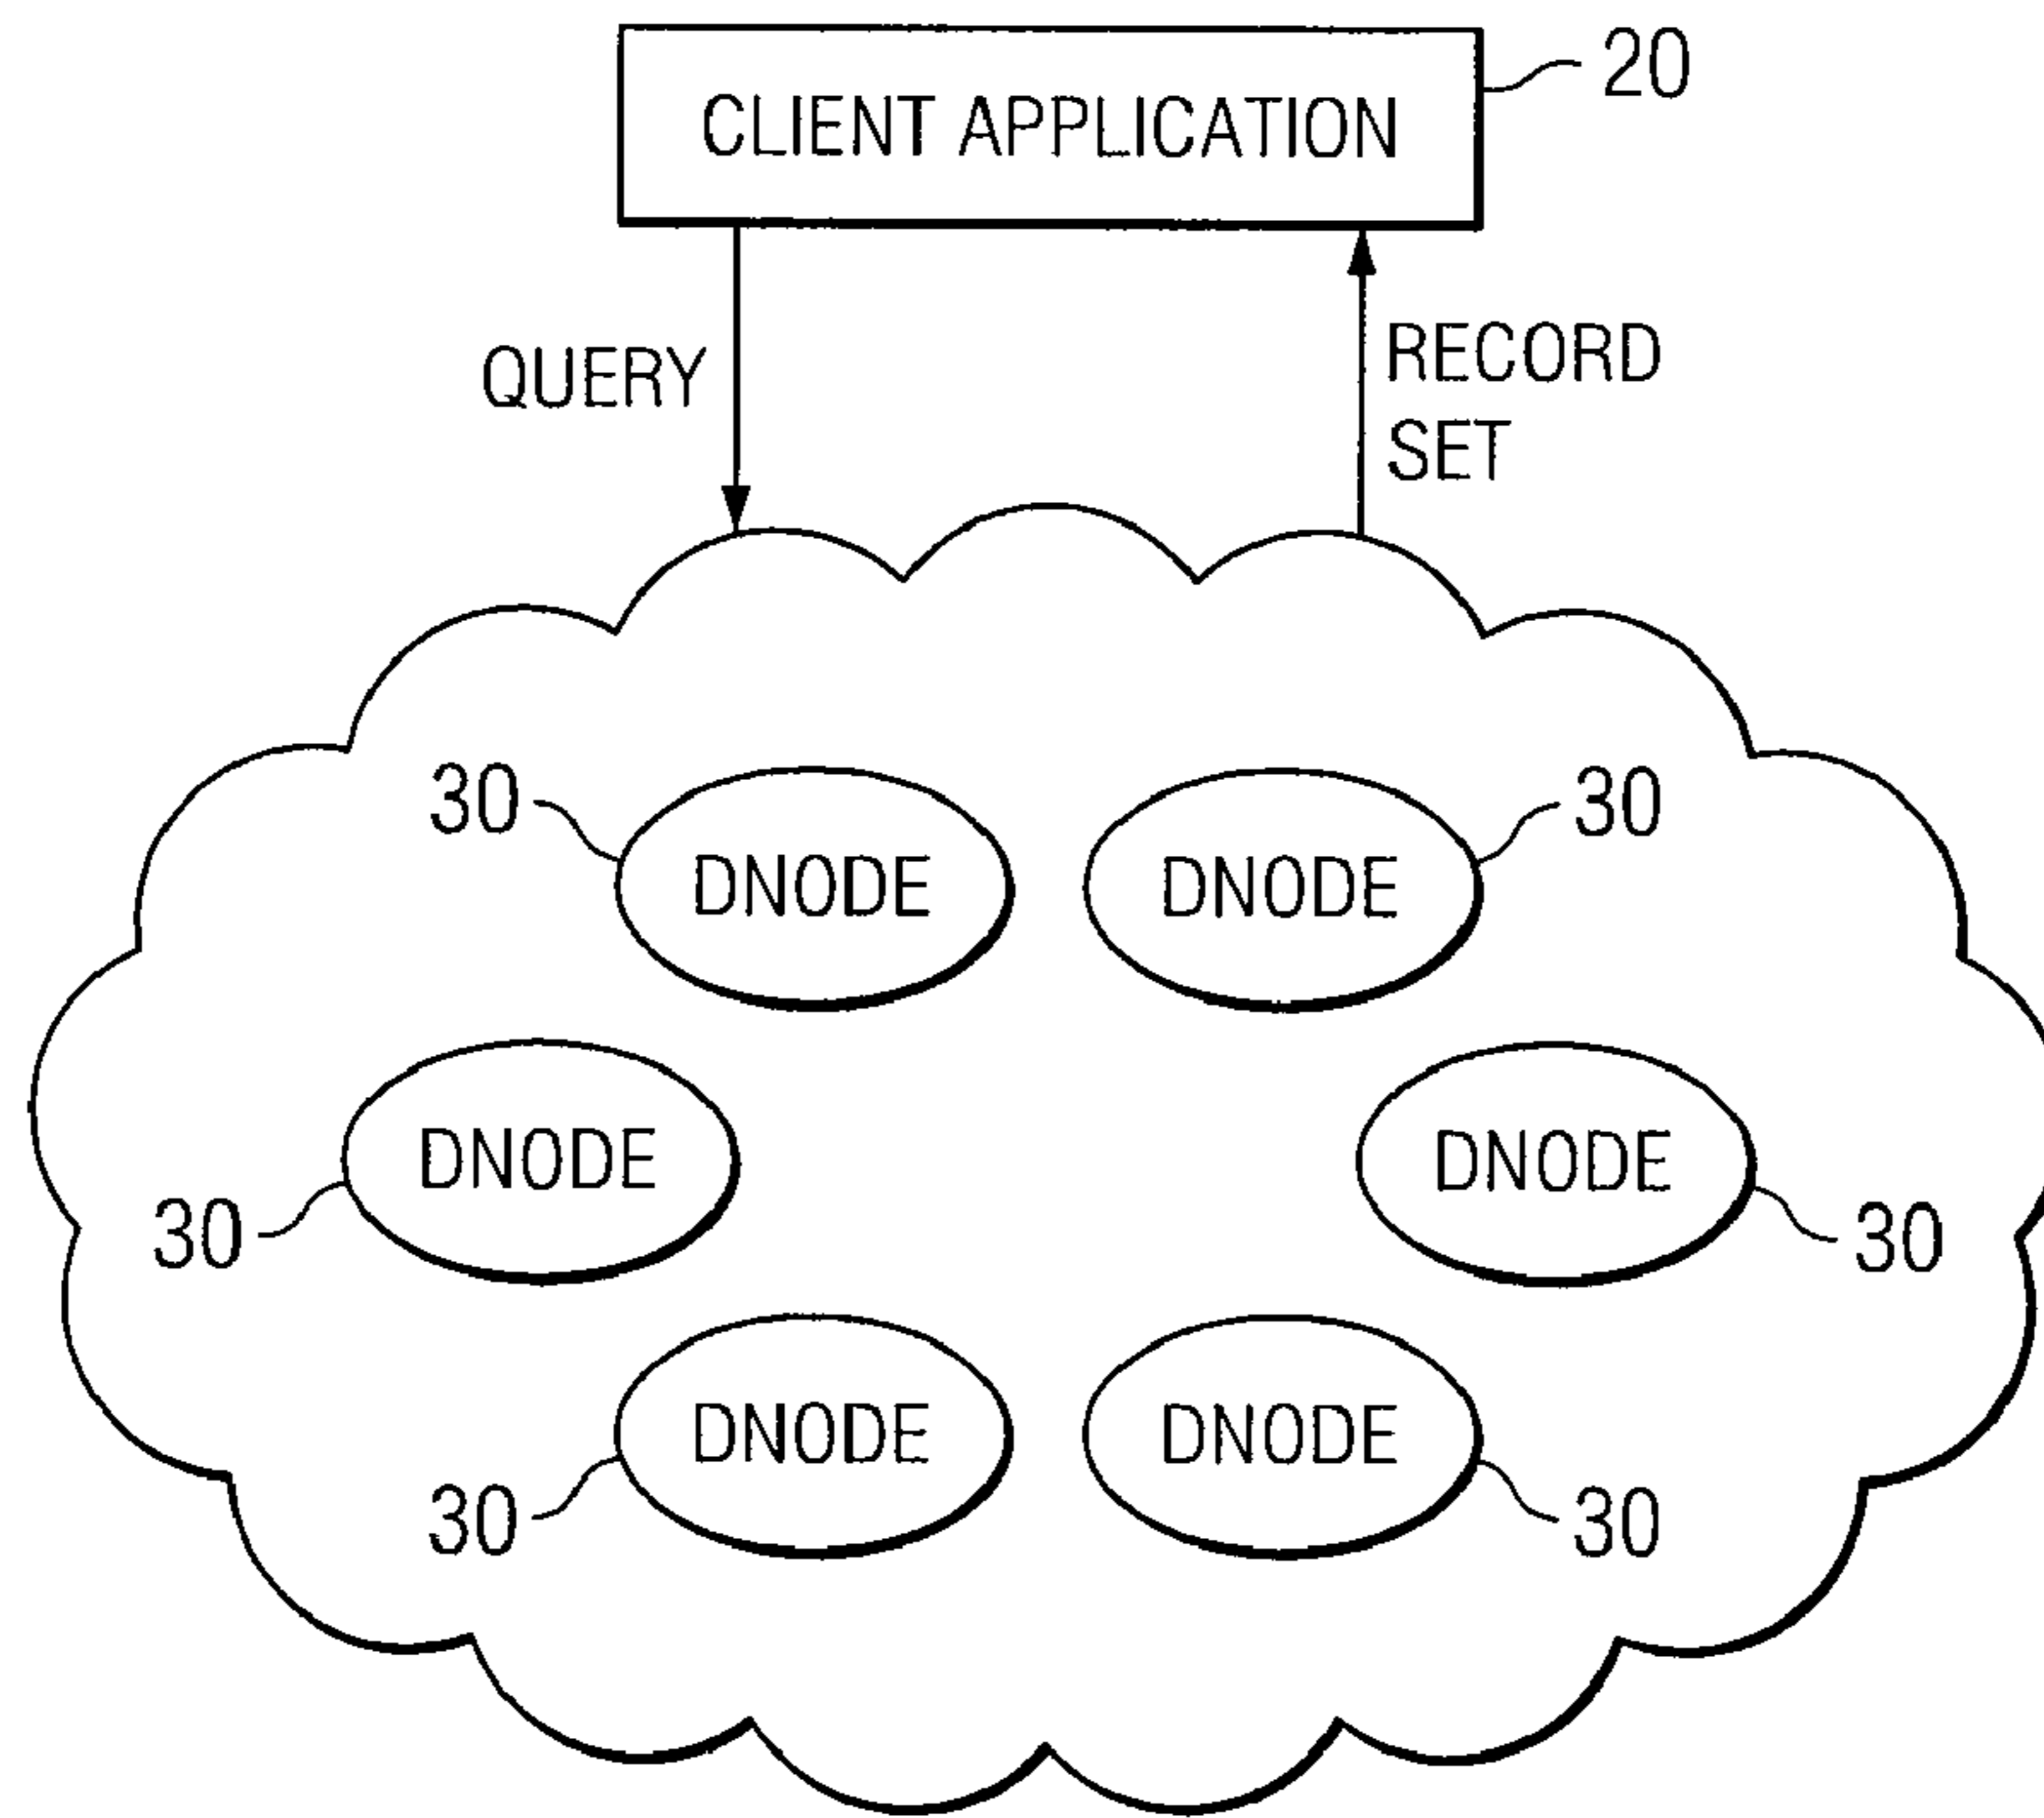 CLIENT APPLICATION
20
QUERY
RECORD
SET
30
DNODE
DNODE
30
DNODE
30
DNODE
30
DNODE
30
DNODE
30